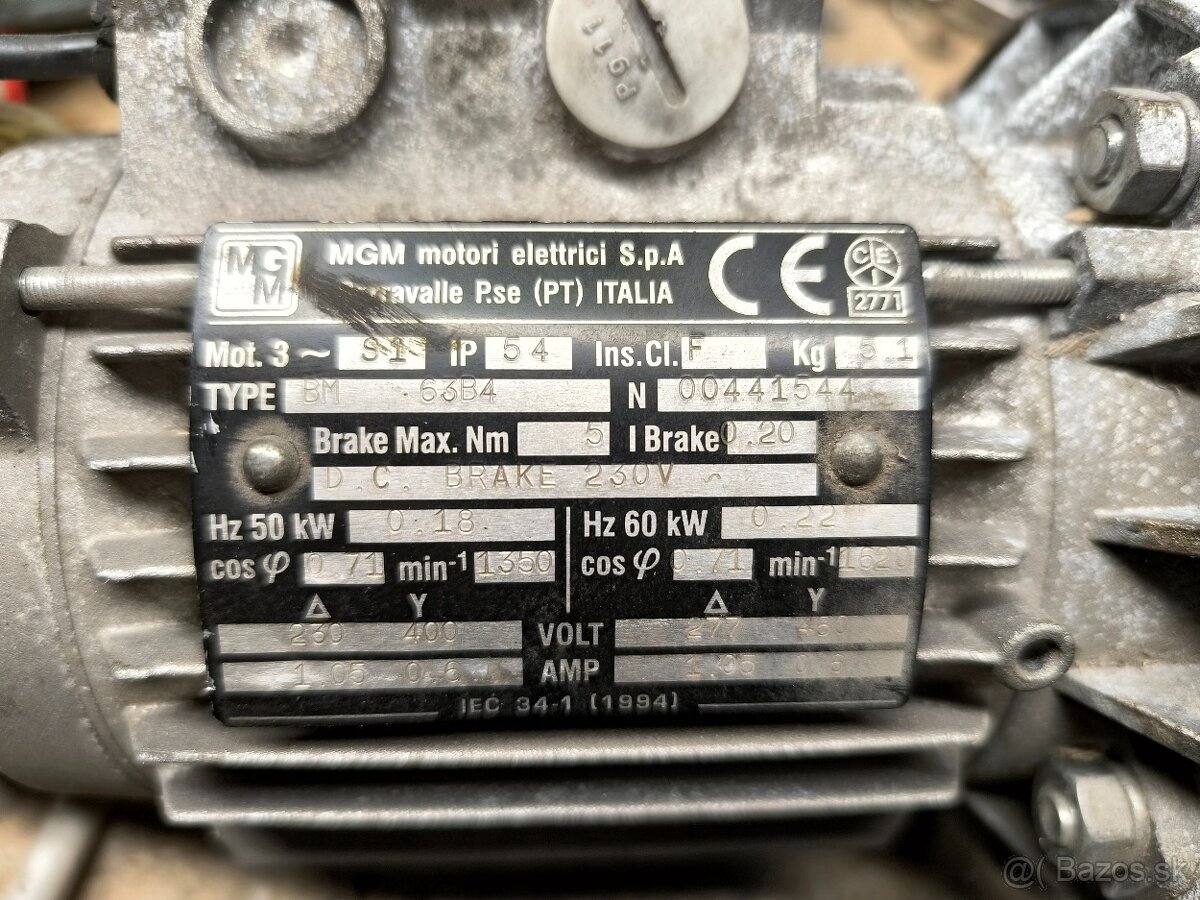 Pg11
MGM
MGM motori elettrici S.p.A
P.se (PT) ITALIA
CE
CEI
2771
Mot. 3 ~ S1 IP 54 Ins.Cl. F Kg 5.1
TYPE BM 63B4 N 00441544
Brake Max. Nm 5 I Brake 0.20
D.C. BRAKE 230V ~
Hz 50 kW 0.18 Hz 60 kW 0.22
cos φ 0.71 min-1 1350 cos φ 0.71 min-1 1620
Δ Y Δ Y
230 400 VOLT 277 480
1.05 0.6 AMP 1.05 0.6
IEC 34-1 (1994)
@( Bazos.sk